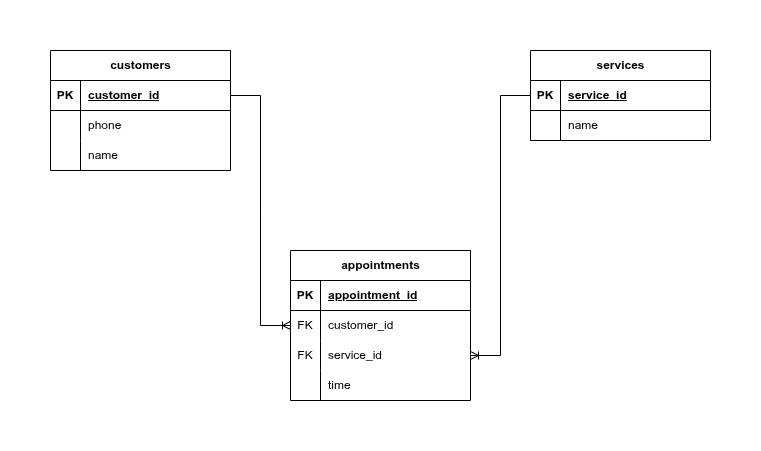 customers
PK customer_id
phone
name
services
PK service_id
name
appointments
PK appointment_id
FK customer_id
FK service_id
time